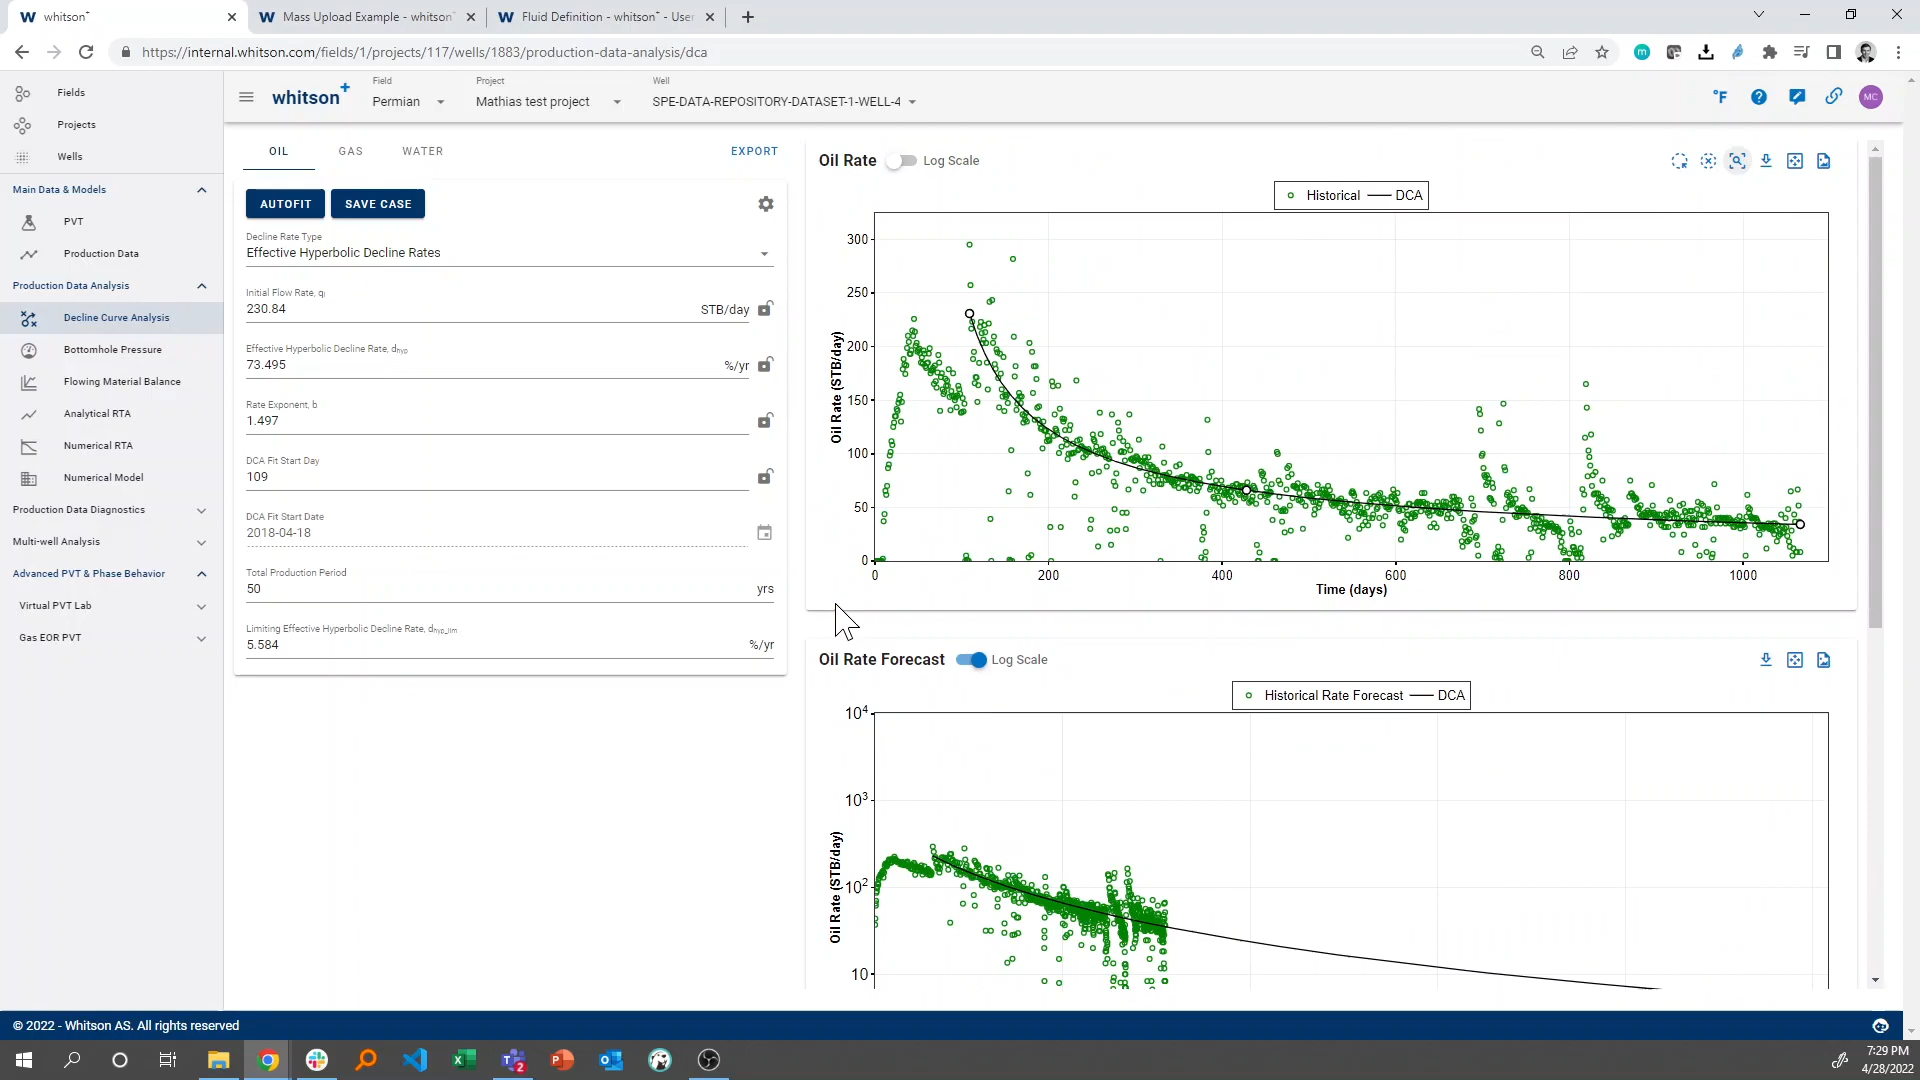 whitson⁺
Mass Upload Example - whitson⁺
Fluid Definition - whitson⁺ - User
https://internal.whitson.com/fields/1/projects/117/wells/1883/production-data-analysis/dca
Fields
Projects
Wells
Main Data & Models
PVT
Production Data
Production Data Analysis
Decline Curve Analysis
Bottomhole Pressure
Flowing Material Balance
Analytical RTA
Numerical RTA
Numerical Model
Production Data Diagnostics
Multi-well Analysis
Advanced PVT & Phase Behavior
Virtual PVT Lab
Gas EOR PVT
whitson⁺
Field
Permian
Project
Mathias test project
Well
SPE-DATA-REPOSITORY-DATASET-1-WELL-4
°F
MC
OIL
GAS
WATER
EXPORT
AUTOFIT
SAVE CASE
Decline Rate Type
Effective Hyperbolic Decline Rates
Initial Flow Rate, qi
230.84
STB/day
Effective Hyperbolic Decline Rate, dhyp
73.495
%/yr
Rate Exponent, b
1.497
DCA Fit Start Day
109
DCA Fit Start Date
2018-04-18
Total Production Period
50
yrs
Limiting Effective Hyperbolic Decline Rate, dhyp_lim
5.584
%/yr
Oil Rate
Log Scale
Historical
DCA
Oil Rate (STB/day)
300
250
200
150
100
50
0
0
200
400
600
800
1000
Time (days)
Oil Rate Forecast
Log Scale
Historical Rate Forecast
DCA
Oil Rate (STB/day)
10⁴
10³
10²
10
© 2022 - Whitson AS. All rights reserved
7:29 PM
4/28/2022